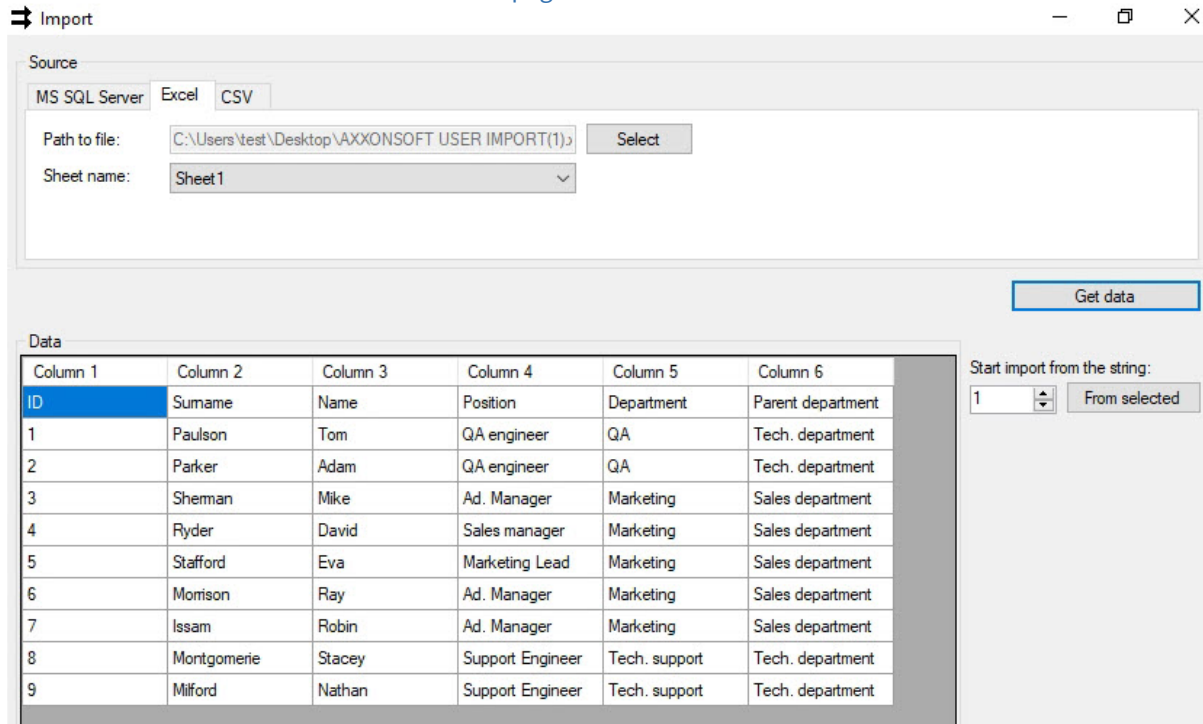 Import
Source
MS SQL Server Excel CSV
Path to file: C:\Users\test\Desktop\AXXONSOFT USER IMPORT(1). Select
Sheet name: Sheet1
Get data
Data
Column 1 Column 2 Column 3 Column 4 Column 5 Column 6
ID Surname Name Position Department Parent department
1 Paulson Tom QA engineer QA Tech. department
2 Parker Adam QA engineer QA Tech. department
3 Sherman Mike Ad. Manager Marketing Sales department
4 Ryder David Sales manager Marketing Sales department
5 Stafford Eva Marketing Lead Marketing Sales department
6 Morrison Ray Ad. Manager Marketing Sales department
7 Issam Robin Ad. Manager Marketing Sales department
8 Montgomerie Stacey Support Engineer Tech. support Tech. department
9 Milford Nathan Support Engineer Tech. support Tech. department
Start import from the string:
1 From selected